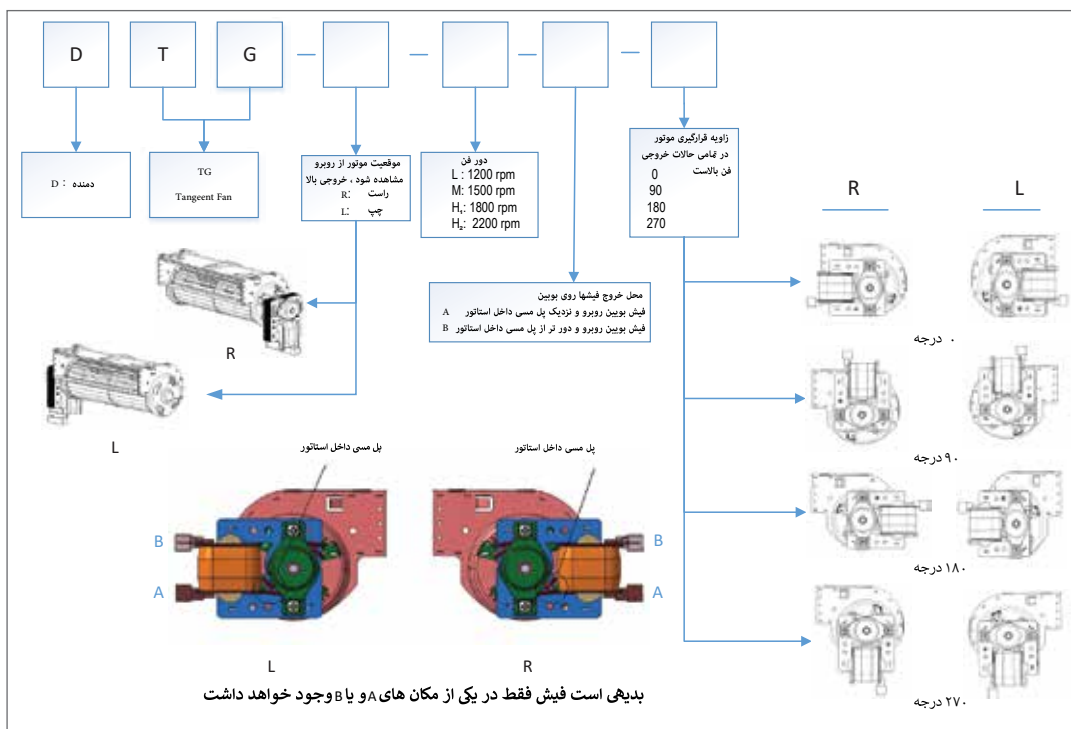 D T G – – – –
D : دمنده
TG
Tangeent Fan
موقعیت موتور از روبرو
مشاهده شود ، خروجی بالا
R: راست
L: چپ
دور فن
L : 1200 rpm
M: 1500 rpm
H₁: 1800 rpm
H₂: 2200 rpm
محل خروج فیشها روی بوبین
A فیش بوبین روبرو و نزدیک پل مسی داخل استاتور
B فیش بوبین روبرو و دور تر از پل مسی داخل استاتور
زاویه قرارگیری موتور
در تمامی حالات خروجی
فن بالاست
0
90
180
270
R L
۰ درجه
۹۰ درجه
۱۸۰ درجه
۲۷۰ درجه
R
L
پل مسی داخل استاتور
پل مسی داخل استاتور
B
A
B
A
L
R
بدیهی است فیش فقط در یکی از مکان های A و یا B وجود خواهد داشت